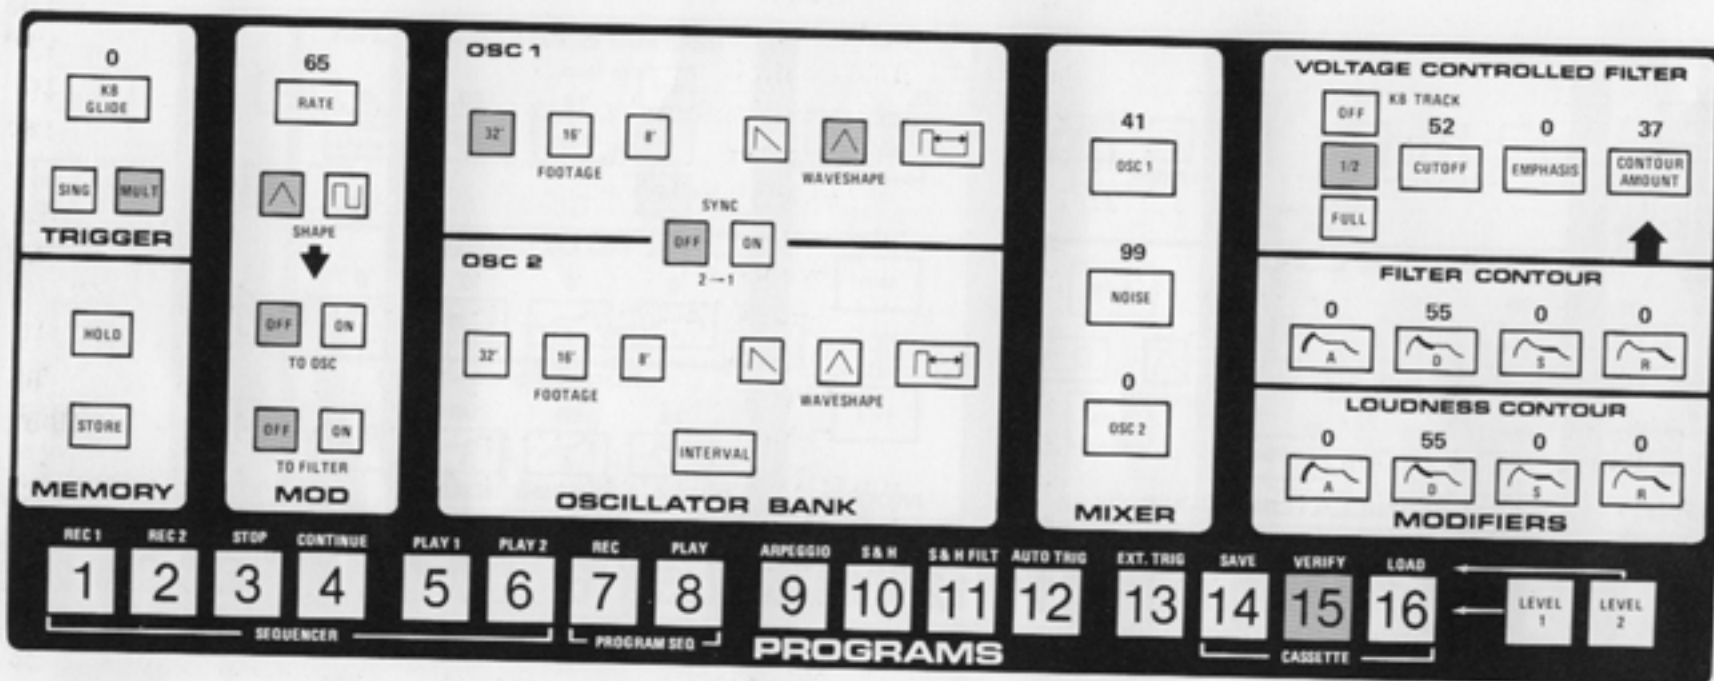 0
KB
GLIDE
SING MULT
TRIGGER
HOLD
STORE
MEMORY
65
RATE
SHAPE
OFF ON
TO OSC
OFF ON
TO FILTER
MOD
OSC 1
32' 16' 8'
FOOTAGE
WAVESHAPE
SYNC
OFF ON
2→1
OSC 2
32' 16' 8'
FOOTAGE
WAVESHAPE
INTERVAL
OSCILLATOR BANK
41
OSC 1
99
NOISE
0
OSC 2
MIXER
VOLTAGE CONTROLLED FILTER
OFF KB TRACK
1/2
FULL
52 0 37
CUTOFF EMPHASIS CONTOUR
AMOUNT
FILTER CONTOUR
0 55 0 0
A D S R
LOUDNESS CONTOUR
0 55 0 0
A D S R
MODIFIERS
REC 1 REC 2 STOP CONTINUE PLAY 1 PLAY 2 REC PLAY ARPEGGIO S & H S & H FILT AUTO TRIG EXT. TRIG SAVE VERIFY LOAD
1 2 3 4 5 6 7 8 9 10 11 12 13 14 15 16
LEVEL
1
LEVEL
2
SEQUENCER PROGRAM SEQ PROGRAMS CASSETTE